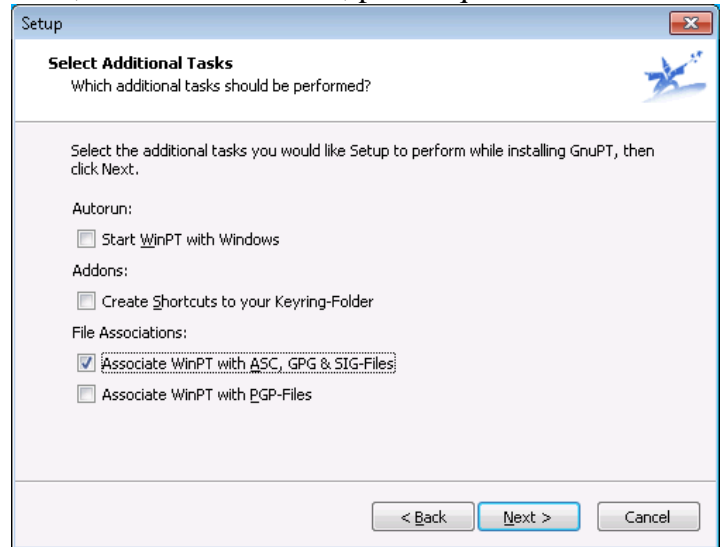 Setup
Select Additional Tasks
Which additional tasks should be performed?
Select the additional tasks you would like Setup to perform while installing GnuPT, then
click Next.
Autorun:
Start WinPT with Windows
Addons:
Create Shortcuts to your Keyring-Folder
File Associations:
Associate WinPT with ASC, GPG & SIG-Files
Associate WinPT with PGP-Files
< Back Next > Cancel